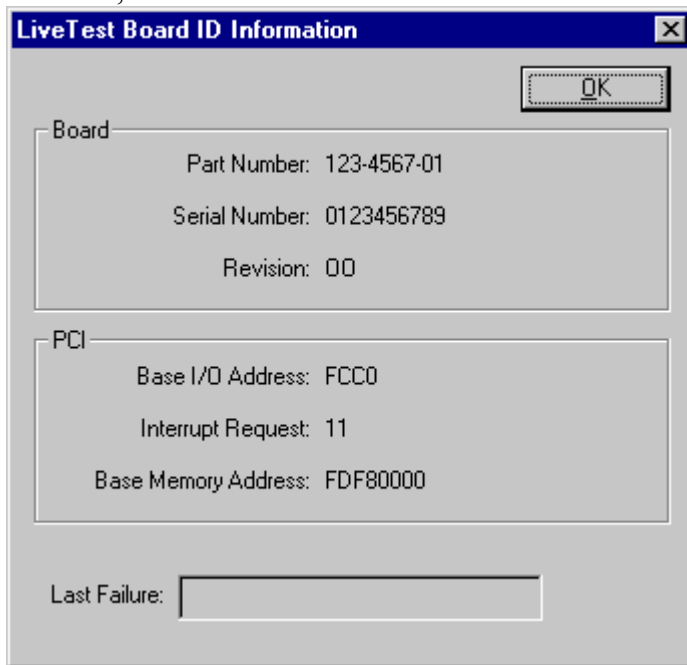 LiveTest Board ID Information
OK
Board
Part Number: 123-4567-01
Serial Number: 0123456789
Revision: OO
PCI
Base I/O Address: FCC0
Interrupt Request: 11
Base Memory Address: FDF80000
Last Failure: